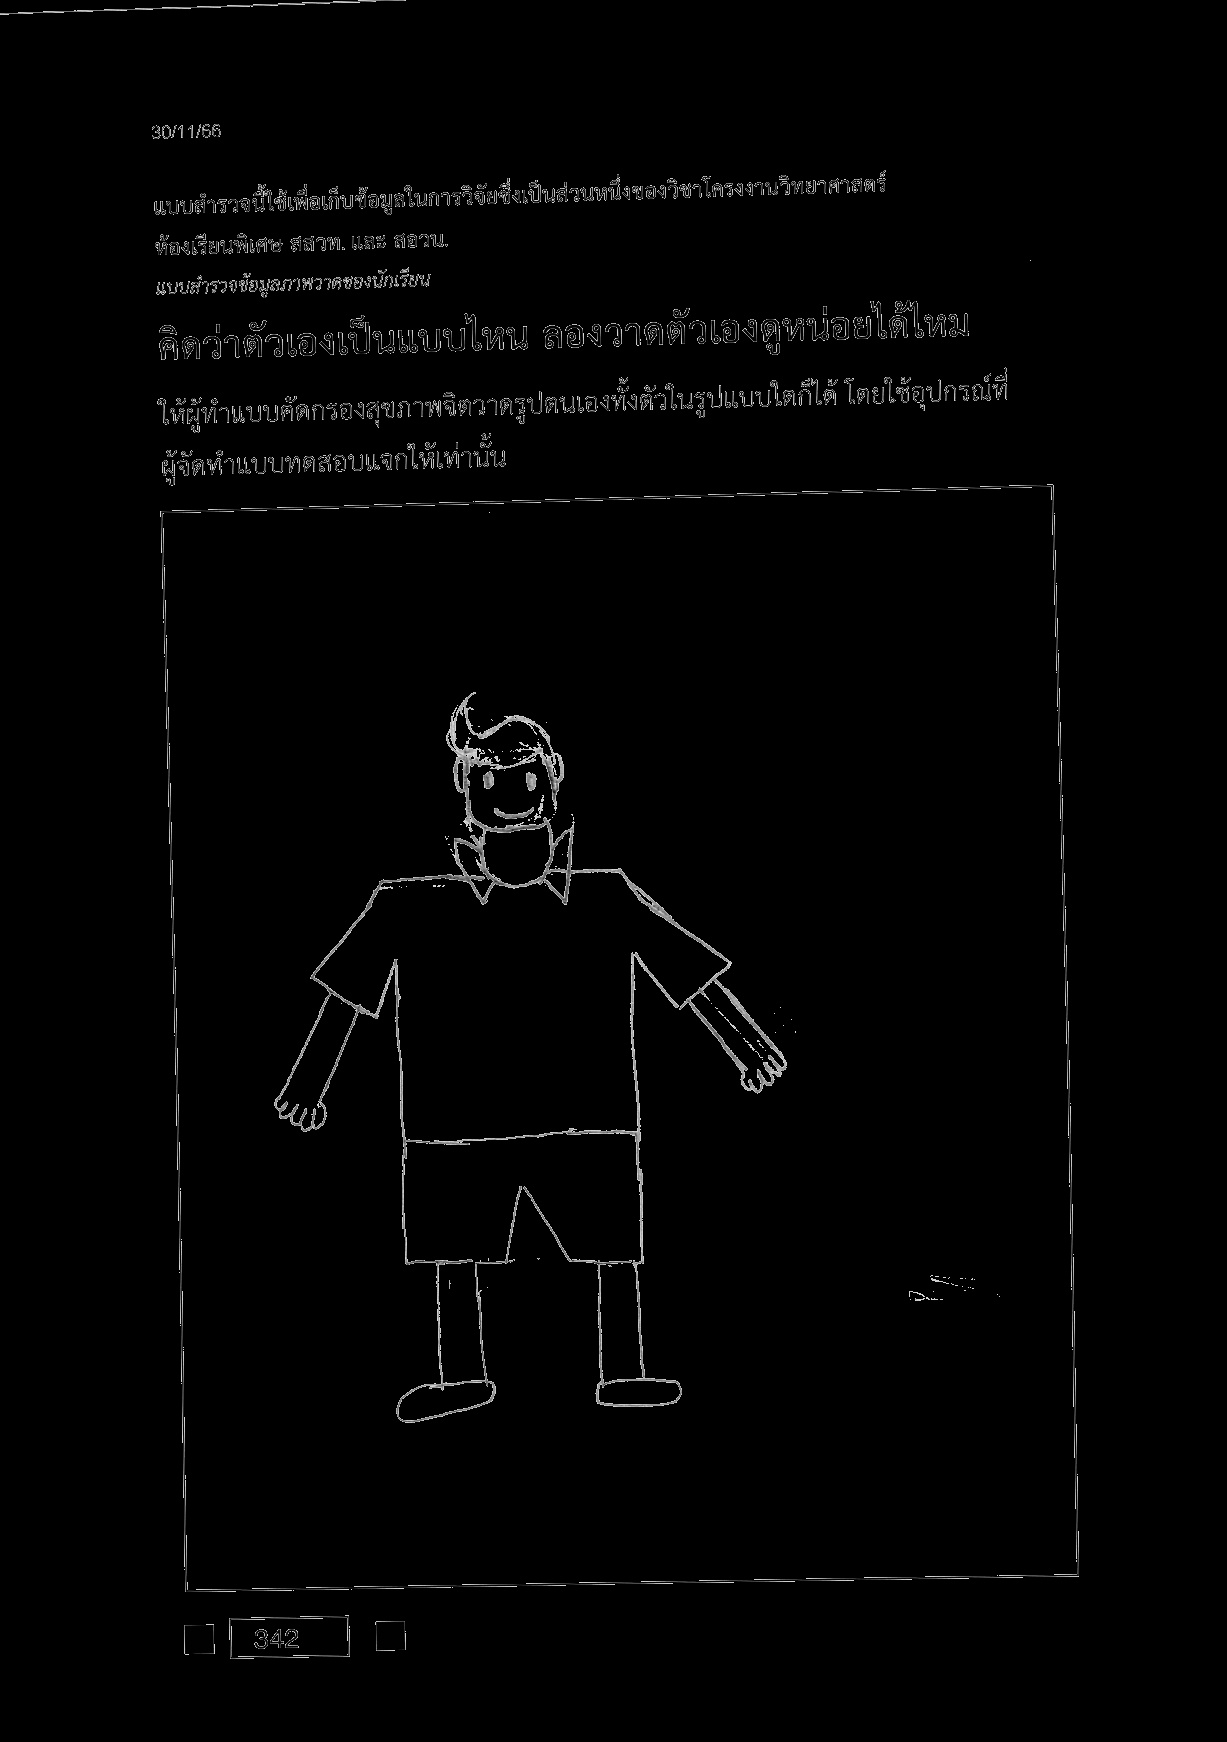 30/11/66
แบบสำรวจนี้ใช้เพื่อเก็บข้อมูลในการวิจัยซึ่งเป็นส่วนหนึ่งของวิชาโครงงานวิทยาศาสตร์
ห้องเรียนพิเศษ สสวท. และ สอวน.
แบบสำรวจข้อมูลภาพวาดของนักเรียน
คิดว่าตัวเองเป็นแบบไหน ลองวาดตัวเองดูหน่อยได้ไหม
ให้ผู้ทำแบบคัดกรองสุขภาพจิตวาดรูปตนเองทั้งตัวในรูปแบบใดก็ได้ โดยใช้อุปกรณ์ที่
ผู้จัดทำแบบทดสอบแจกให้เท่านั้น
342